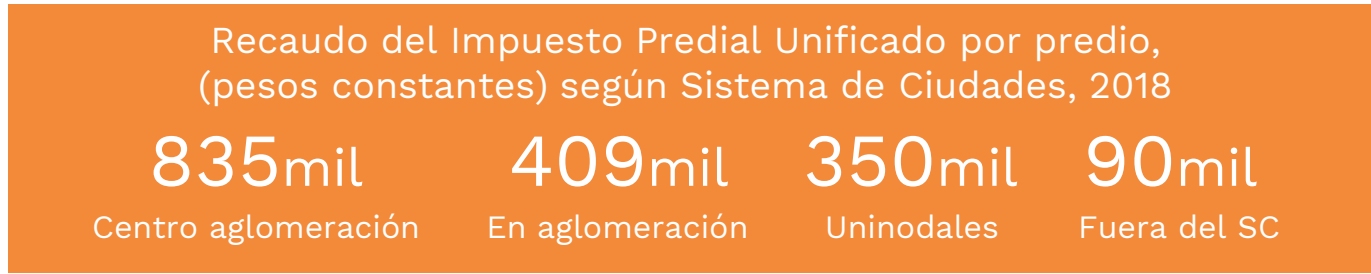 Recaudo del Impuesto Predial Unificado por predio,
(pesos constantes) según Sistema de Ciudades, 2018
835mil 409mil 350mil 90mil
Centro aglomeración En aglomeración Uninodales Fuera del SC